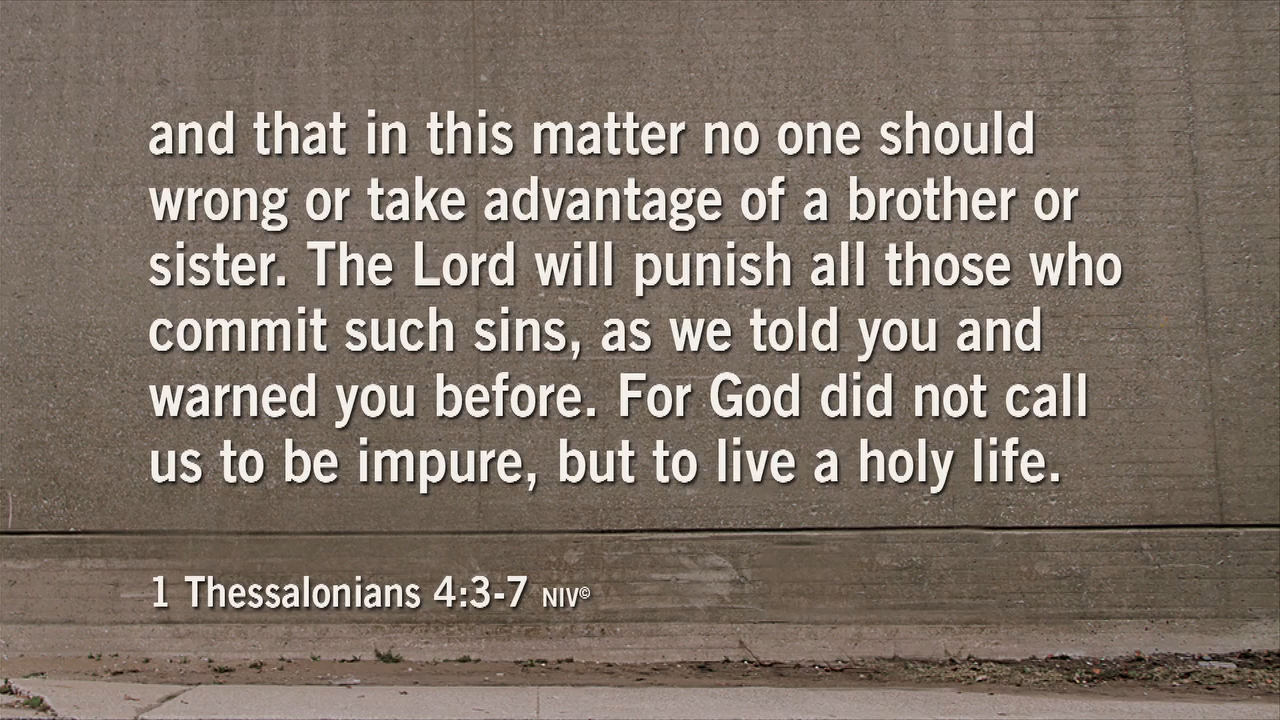 and that in this matter no one should
wrong or take advantage of a brother or
sister. The Lord will punish all those who
commit such sins, as we told you and
warned you before. For God did not call
us to be impure, but to live a holy life.
1 Thessalonians 4:3-7 NIV©